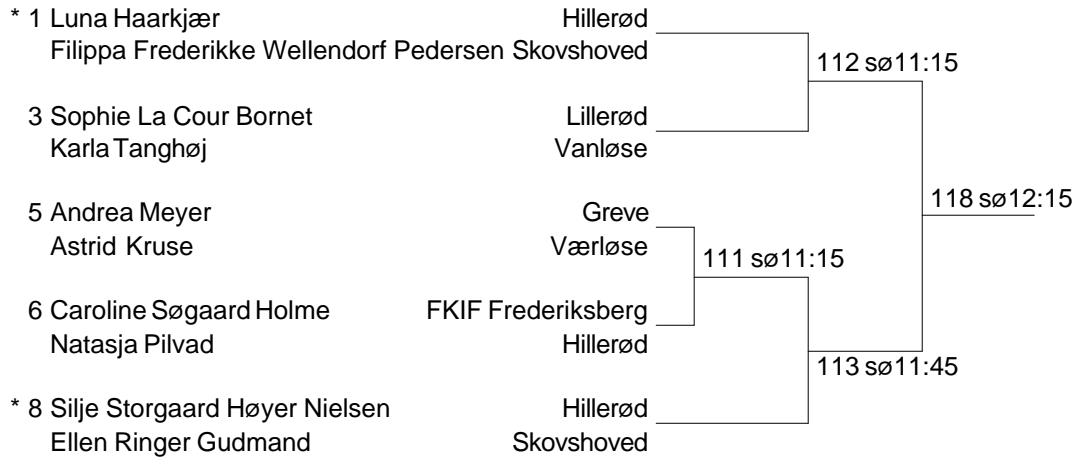 * 1 Luna Haarkjær Hillerød
Filippa Frederikke Wellendorf Pedersen Skovshoved
112 sø11:15
3 Sophie La Cour Bornet Lillerød
Karla Tanghøj Vanløse
118 sø12:15
5 Andrea Meyer Greve
Astrid Kruse Værløse
111 sø11:15
6 Caroline Søgaard Holme FKIF Frederiksberg
Natasja Pilvad Hillerød
113 sø11:45
* 8 Silje Storgaard Høyer Nielsen Hillerød
Ellen Ringer Gudmand Skovshoved